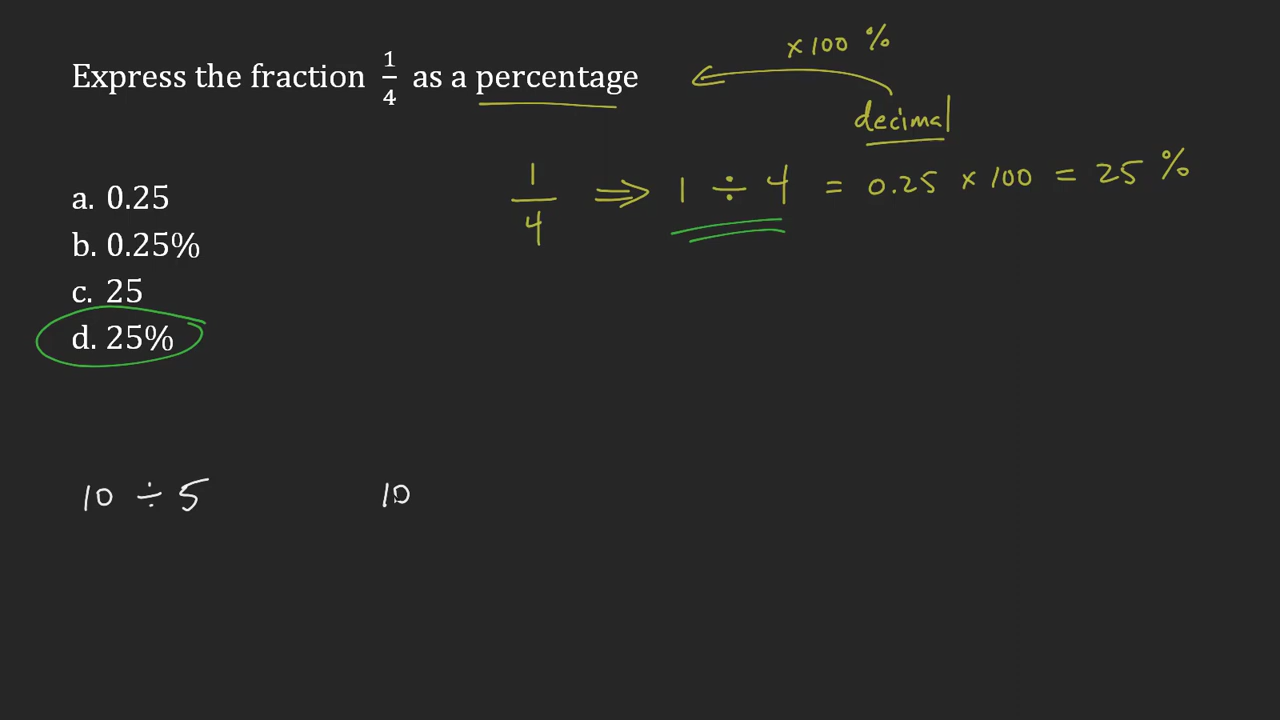 Express the fraction 1/4 as a percentage
×100 %
decimal
1/4 ⇒ 1 ÷ 4 = 0.25 × 100 = 25 %
a. 0.25
b. 0.25%
c. 25
d. 25%
10 ÷ 5 10